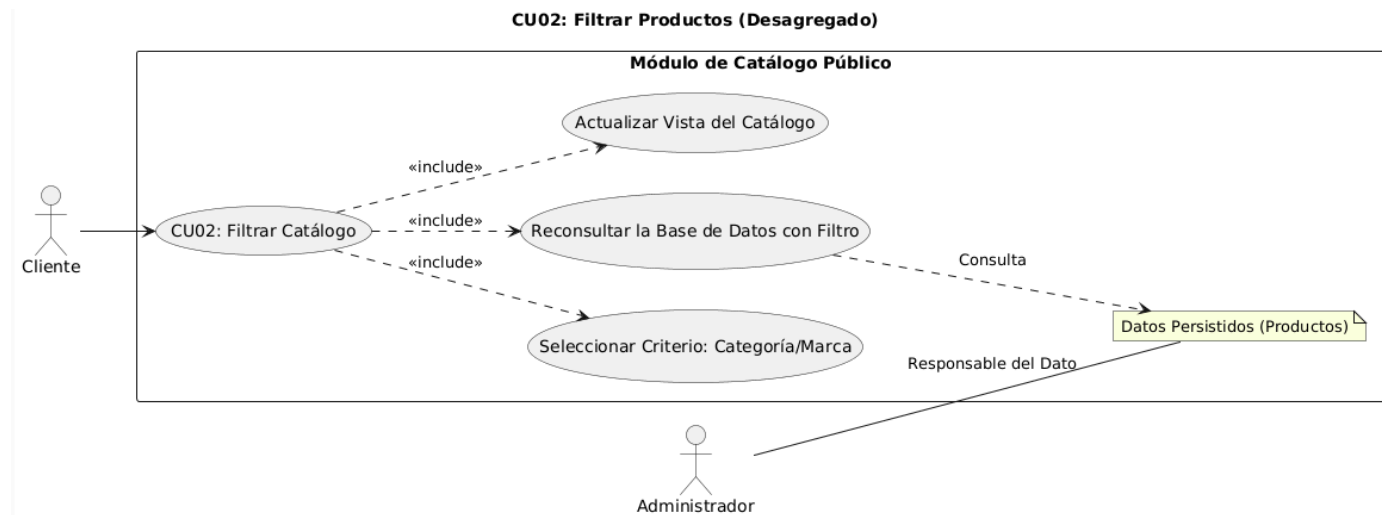 CU02: Filtrar Productos (Desagregado)
Módulo de Catálogo Público
Actualizar Vista del Catálogo
«include»
Cliente
CU02: Filtrar Catálogo
«include»
Reconsultar la Base de Datos con Filtro
«include»
Consulta
Seleccionar Criterio: Categoría/Marca
Datos Persistidos (Productos)
Responsable del Dato
Administrador